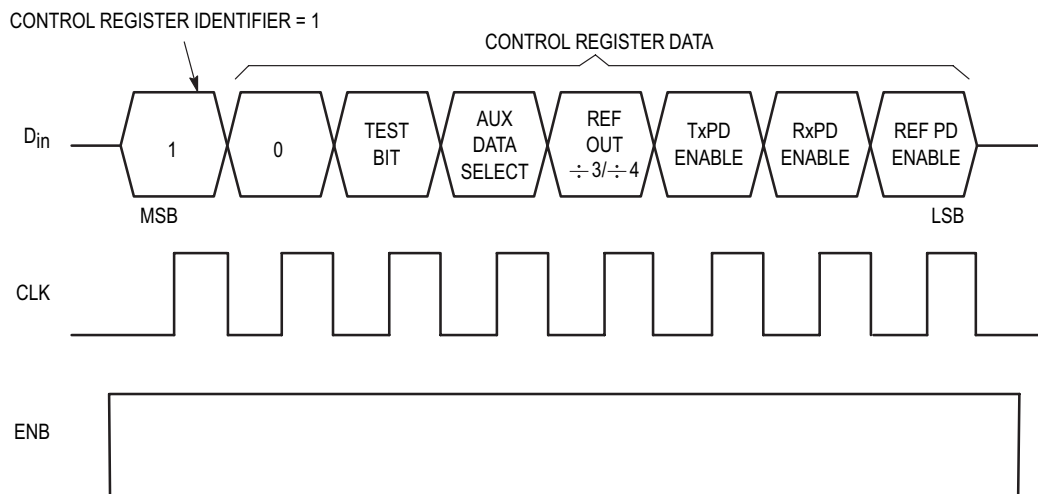 CONTROL REGISTER IDENTIFIER = 1
CONTROL REGISTER DATA
Din
1
0
TEST
BIT
AUX
DATA
SELECT
REF
OUT
÷3/÷4
TxPD
ENABLE
RxPD
ENABLE
REF PD
ENABLE
MSB
LSB
CLK
ENB